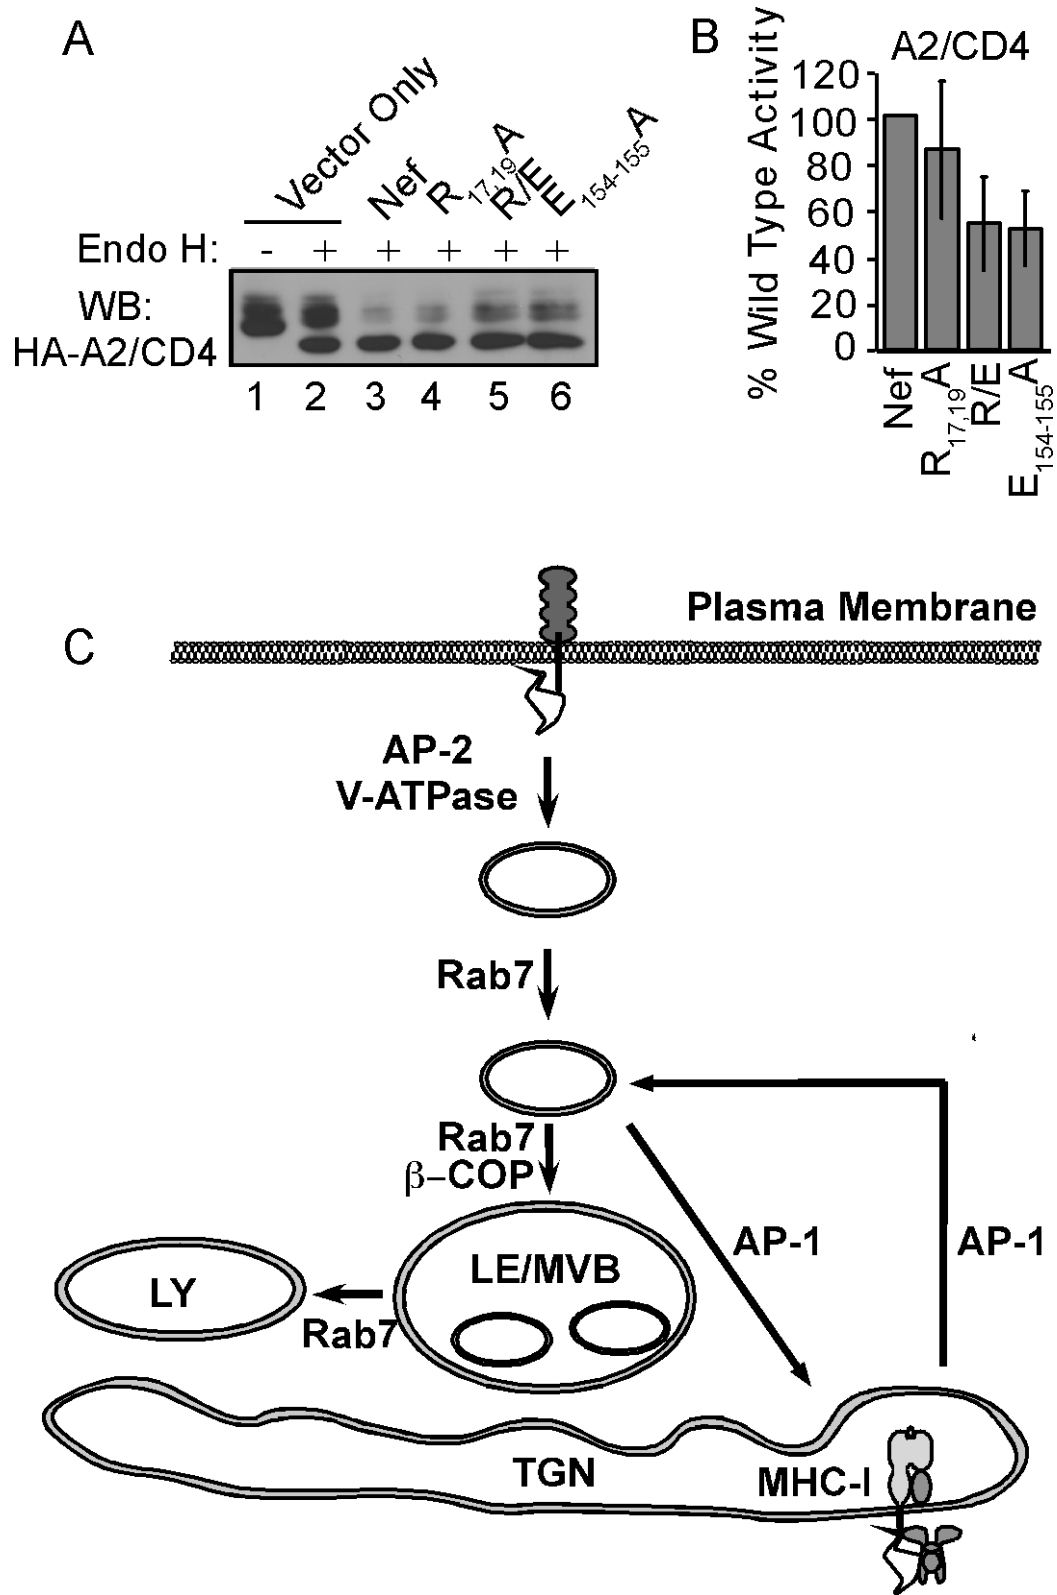 A
Vector Only
Nef
R17,19A
R/E
E154-155A
Endo H: - + + + + +
WB:
HA-A2/CD4
1 2 3 4 5 6
B
A2/CD4
% Wild Type Activity
120
100
80
60
40
20
0
Nef
R17,19A
R/E
E154-155A
C
Plasma Membrane
AP-2
V-ATPase
Rab7
Rab7
β-COP
AP-1
AP-1
LE/MVB
LY
Rab7
TGN
MHC-I